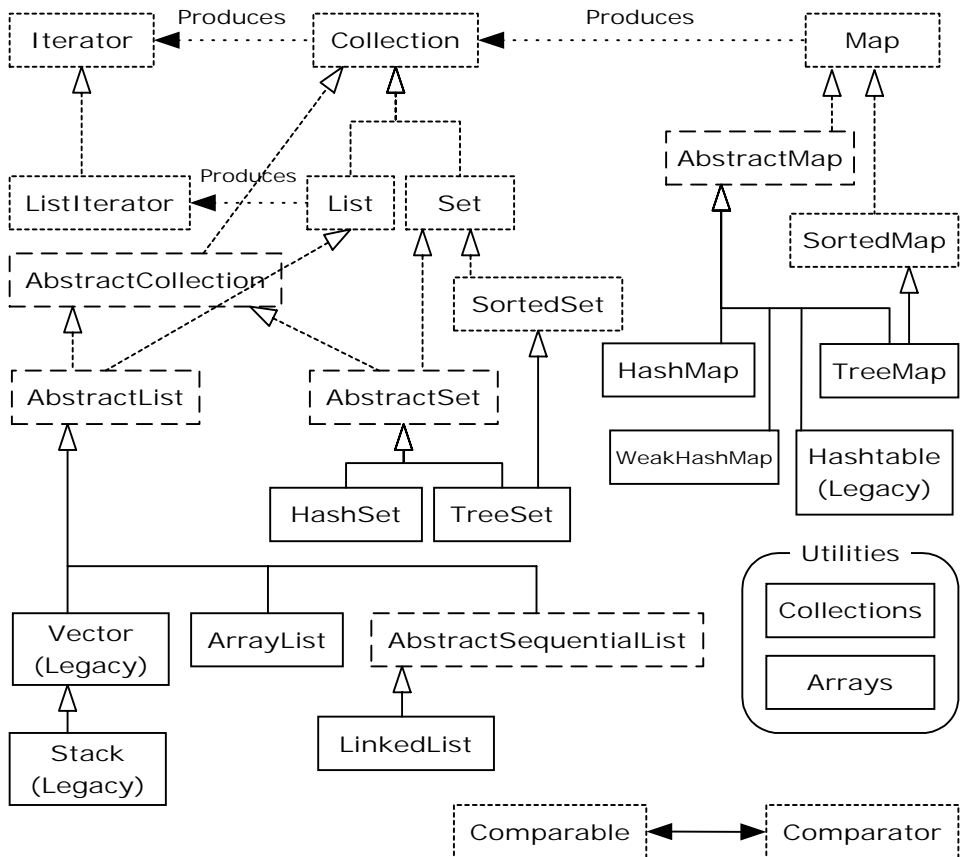 Produces
Produces
Iterator
Collection
Map
AbstractMap
Produces
ListIterator
List
Set
SortedMap
AbstractCollection
SortedSet
HashMap
TreeMap
AbstractList
AbstractSet
WeakHashMap
Hashtable
(Legacy)
HashSet
TreeSet
Utilities
Collections
Vector
(Legacy)
ArrayList
AbstractSequentialList
Arrays
Stack
(Legacy)
LinkedList
Comparable
Comparator